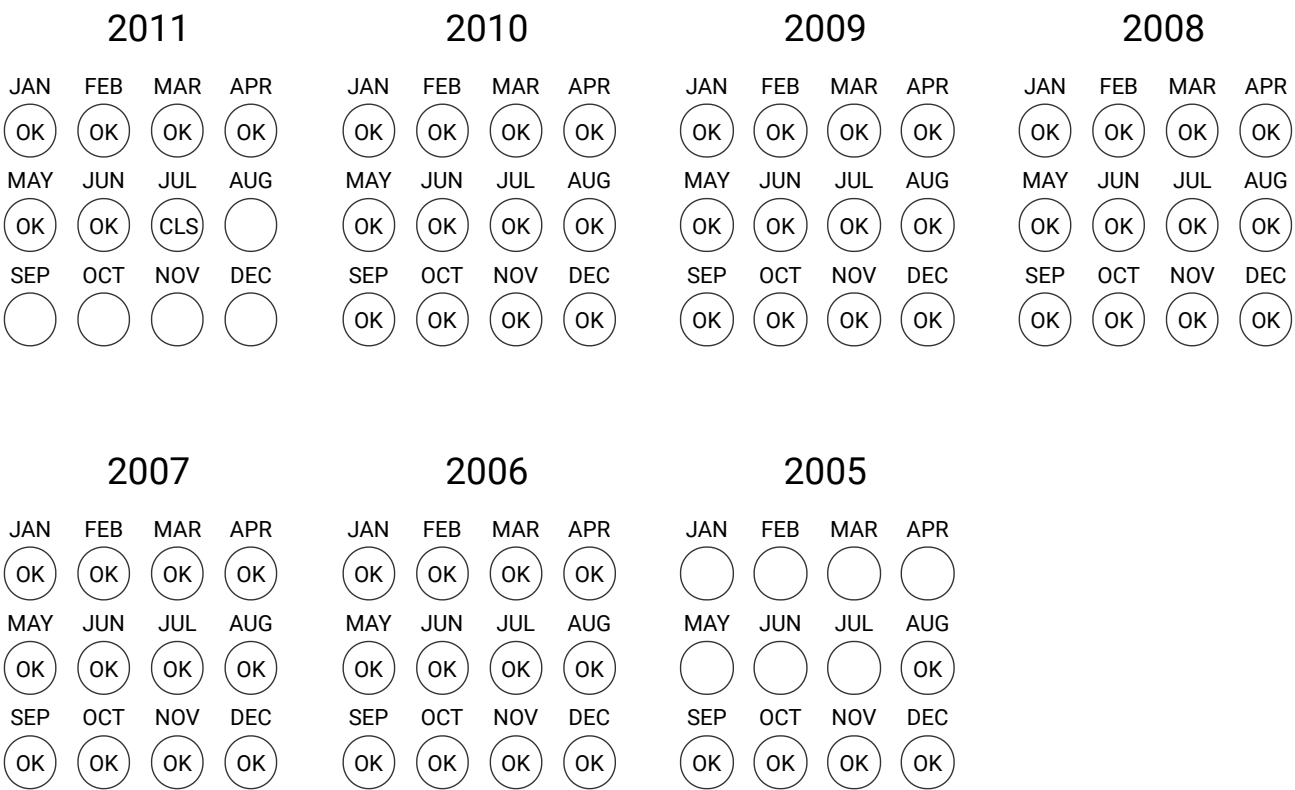 2011 2010 2009 2008
JAN FEB MAR APR JAN FEB MAR APR JAN FEB MAR APR JAN FEB MAR APR
OK OK OK OK OK OK OK OK OK OK OK OK OK OK OK OK
MAY JUN JUL AUG MAY JUN JUL AUG MAY JUN JUL AUG MAY JUN JUL AUG
OK OK CLS OK OK OK OK OK OK OK OK OK OK OK OK
SEP OCT NOV DEC SEP OCT NOV DEC SEP OCT NOV DEC SEP OCT NOV DEC
OK OK OK OK OK OK OK OK OK OK OK OK
2007 2006 2005
JAN FEB MAR APR JAN FEB MAR APR JAN FEB MAR APR
OK OK OK OK OK OK OK OK
MAY JUN JUL AUG MAY JUN JUL AUG MAY JUN JUL AUG
OK OK OK OK OK OK OK OK OK
SEP OCT NOV DEC SEP OCT NOV DEC SEP OCT NOV DEC
OK OK OK OK OK OK OK OK OK OK OK OK